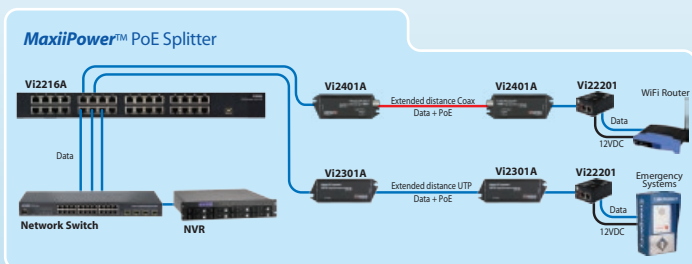 MaxiiPower™ PoE Splitter
Vi2216A
Vi2401A
Vi2401A
Vi22201
WiFi Router
Extended distance Coax
Data + PoE
Data
12VDC
Data
Vi2301A
Vi2301A
Vi22201
Emergency
Systems
Extended distance UTP
Data + PoE
Data
12VDC
Network Switch
NVR